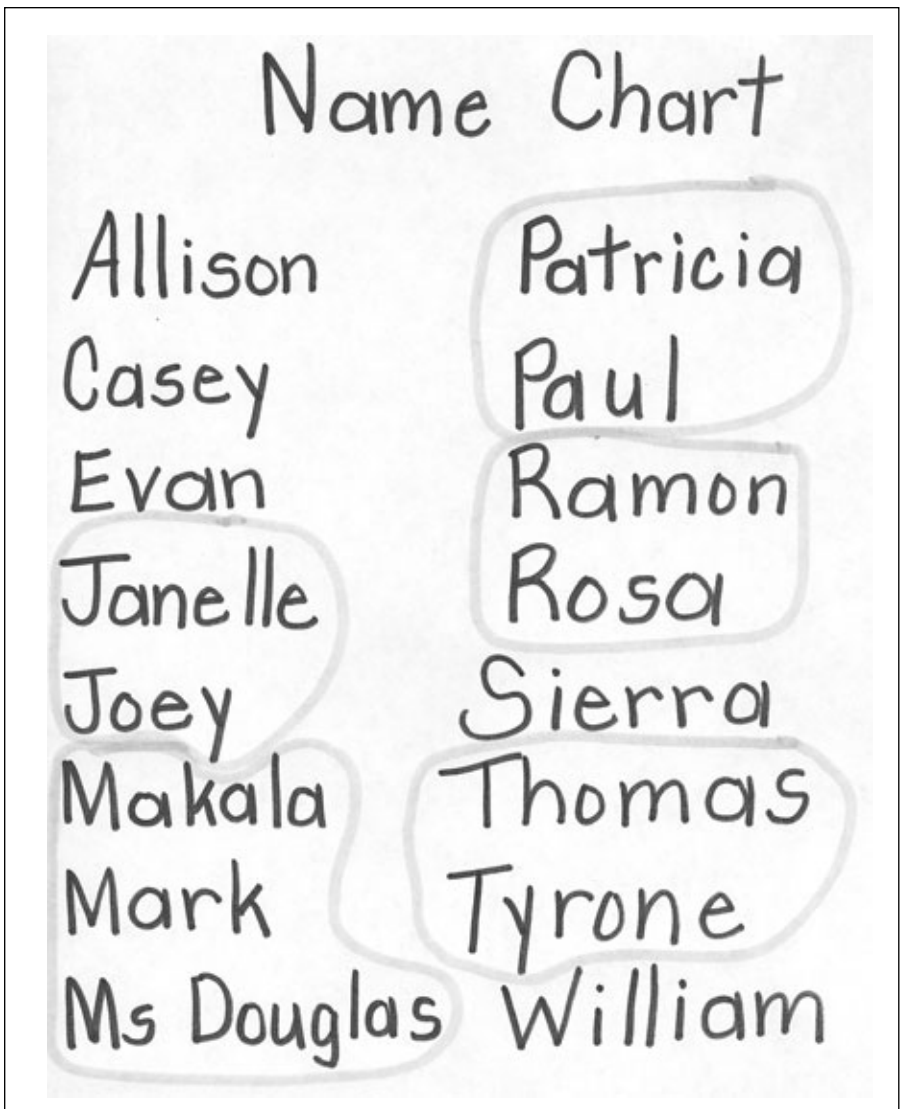 Name Chart
Allison
Casey
Evan
Janelle
Joey
Makala
Mark
Ms Douglas
Patricia
Paul
Ramon
Rosa
Sierra
Thomas
Tyrone
William